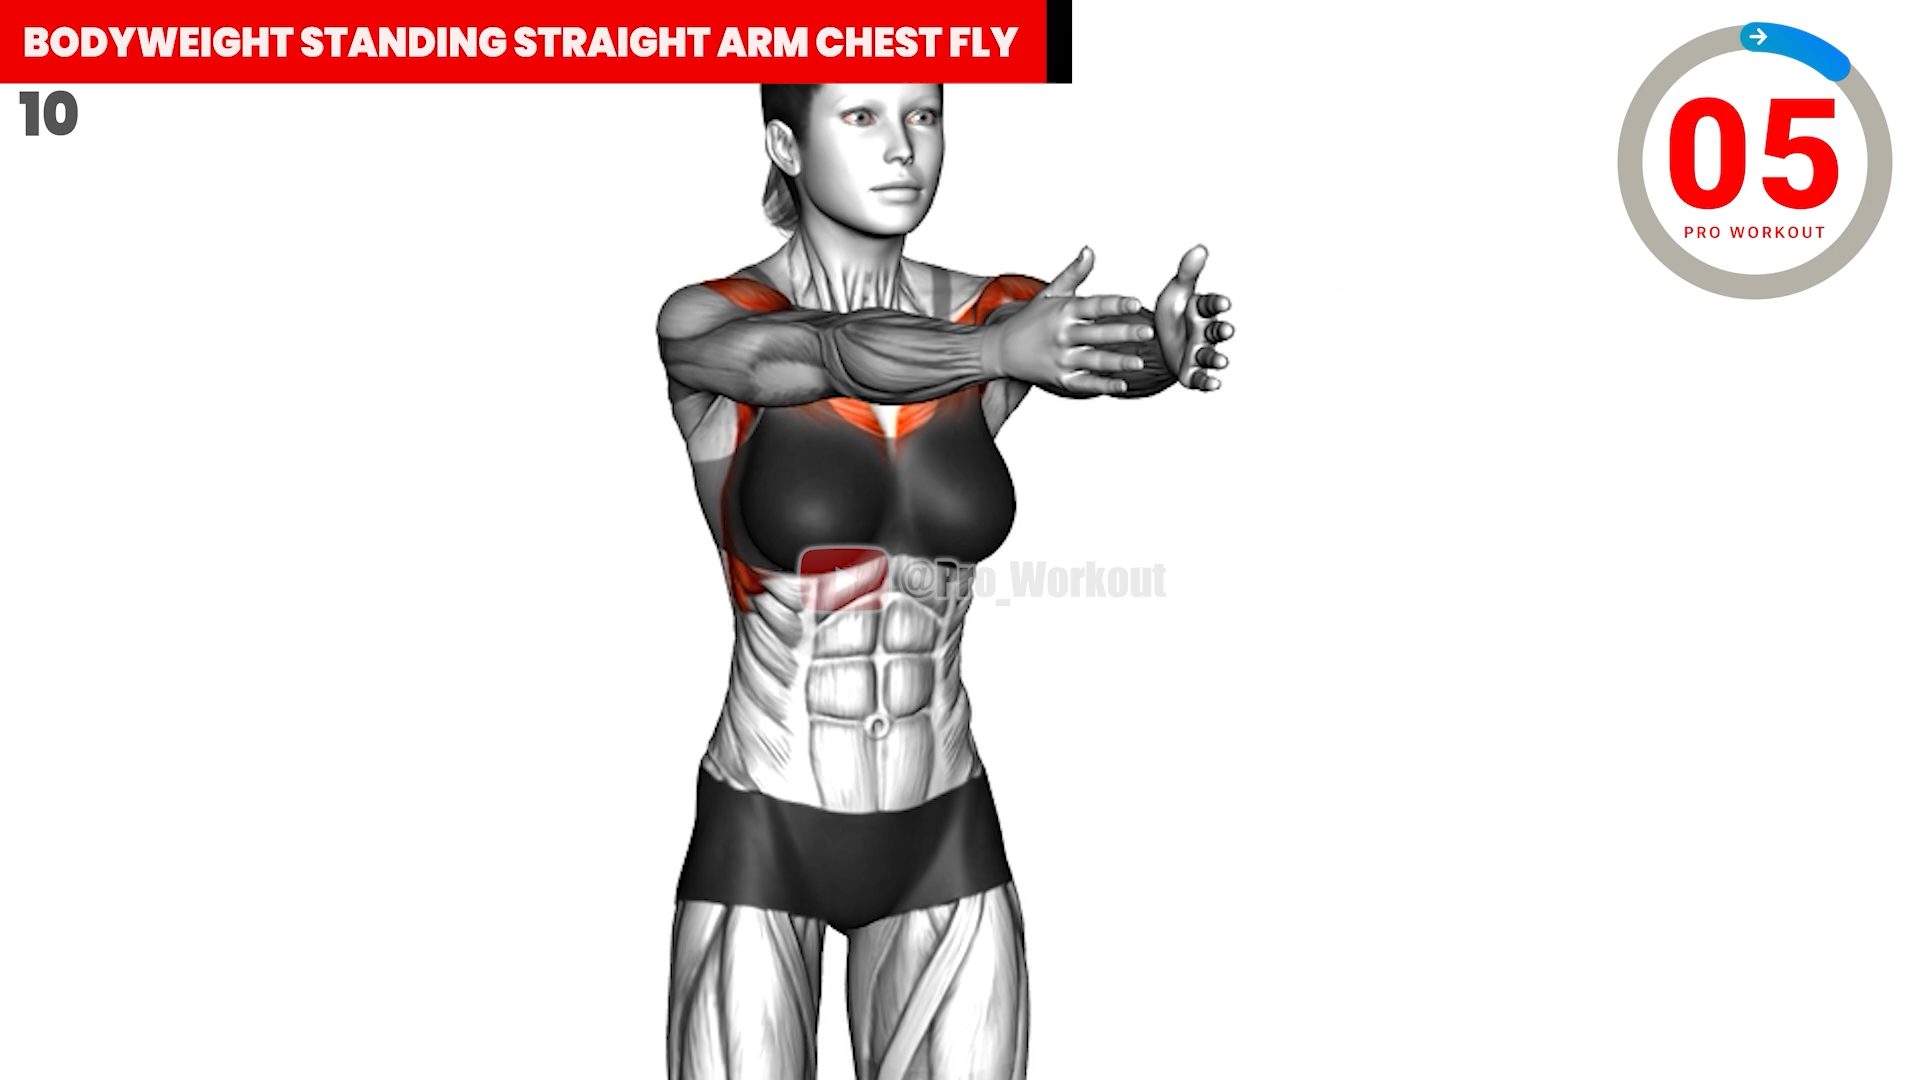 BODYWEIGHT STANDING STRAIGHT ARM CHEST FLY
10
05
PRO WORKOUT
@Pro_Workout